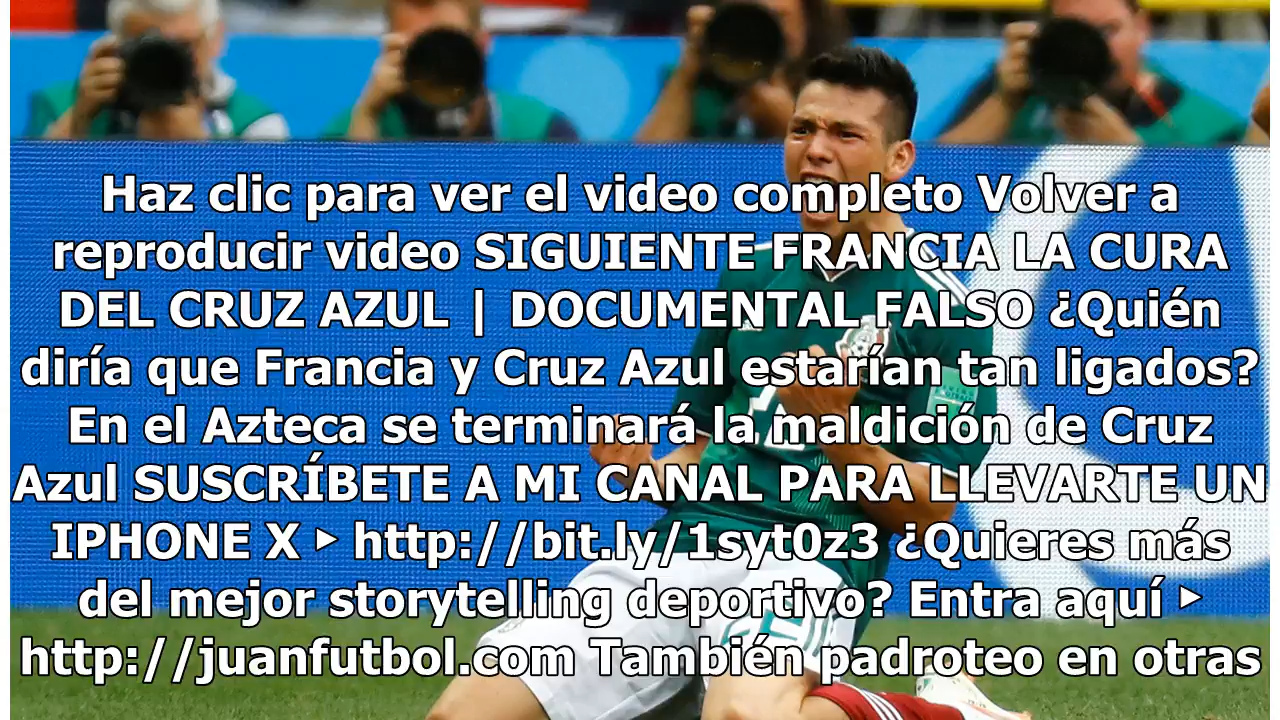 Haz clic para ver el video completo Volver a
reproducir video SIGUIENTE FRANCIA LA CURA
DEL CRUZ AZUL | DOCUMENTAL FALSO ¿Quién
diría que Francia y Cruz Azul estarían tan ligados?
En el Azteca se terminará la maldición de Cruz
Azul SUSCRÍBETE A MI CANAL PARA LLEVARTE UN
IPHONE X ‣ http://bit.ly/1syt0z3 ¿Quieres más
del mejor storytelling deportivo? Entra aquí ‣
http://juanfutbol.com También padroteo en otras